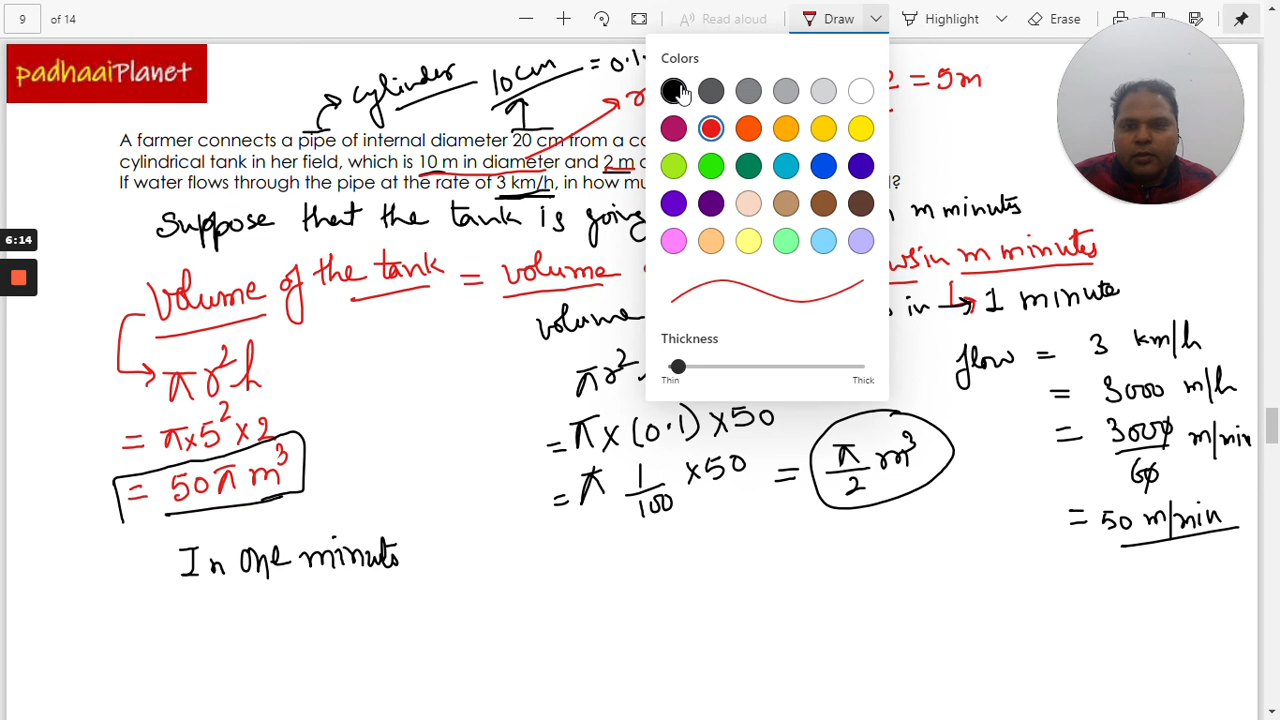 9 of 14
Read aloud
Draw
Highlight
Erase
padhaaiPlanet
cylinder 10 cm = 0.1
= 5m
A farmer connects a pipe of internal diameter 20 cm from a
cylindrical tank in her field, which is 10 m in diameter and 2 m
If water flows through the pipe at the rate of 3 km/h, in how
Suppose that the tank is going
m minutes
6:14
Volume of the tank = volume
in m minutes
volume
in → 1 minute
πr²h
πr²
flow = 3 km/h
= 3000 m/h
= π×5²×2
= π×(0.1)×50
= 3000/60 m/min
= 50π m³
= π 1/100 ×50 = π/2 m³
= 50 m/min
In one minute
Colors
Thickness
Thin
Thick